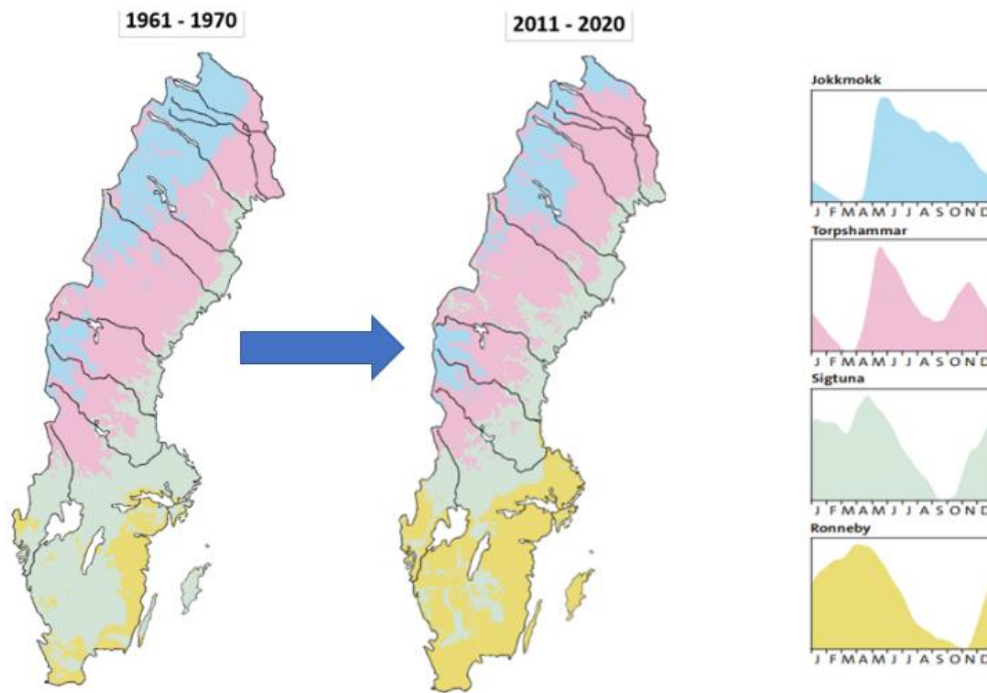 1961 - 1970
2011 - 2020
Jokkmokk
J F M A M J J A S O N D
Torpshammar
J F M A M J J A S O N D
Sigtuna
J F M A M J J A S O N D
Ronneby
J F M A M J J A S O N D